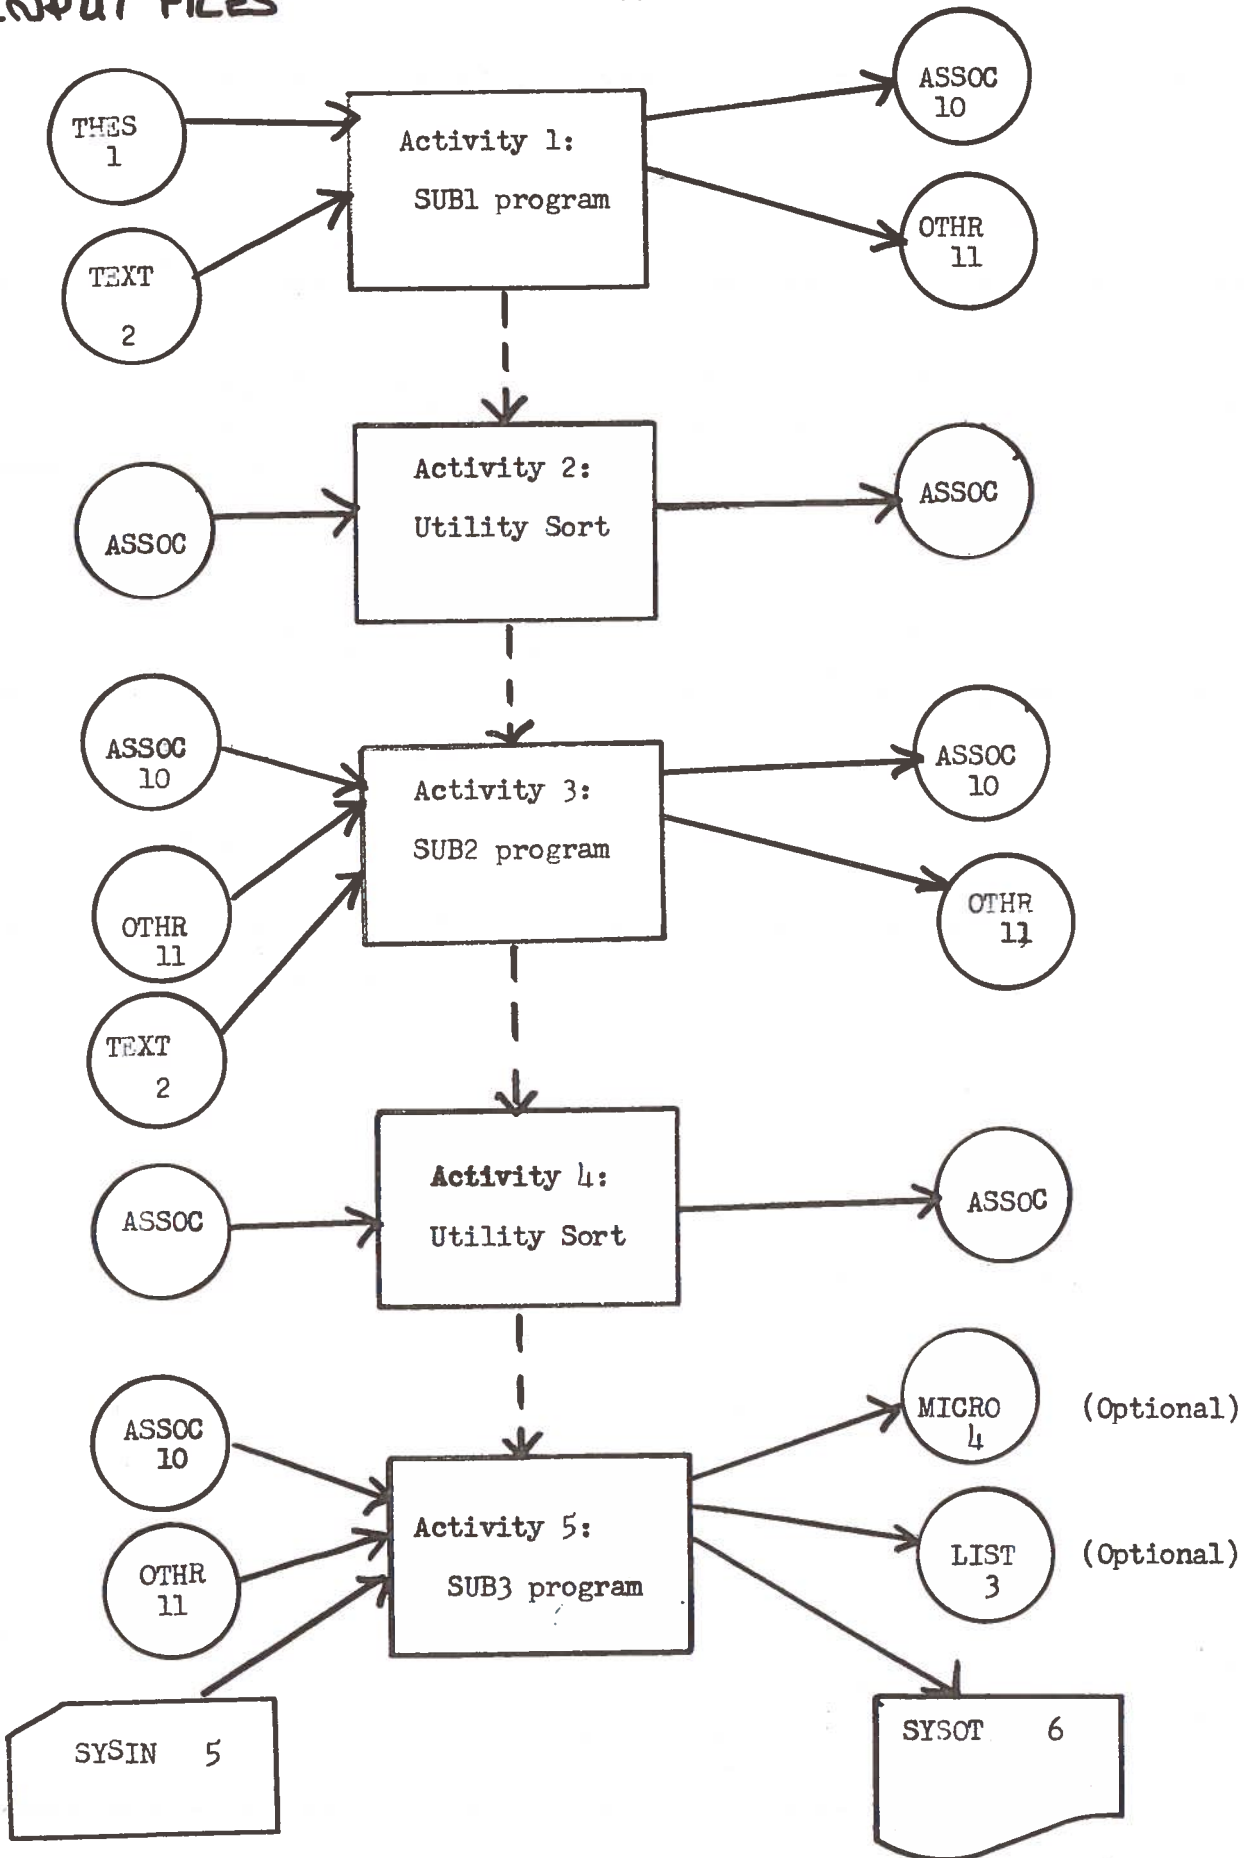 INPUT FILES
THES
1
TEXT
2
Activity 1:
SUB1 program
ASSOC
10
OTHR
11
ASSOC
Activity 2:
Utility Sort
ASSOC
ASSOC
10
OTHR
11
TEXT
2
Activity 3:
SUB2 program
ASSOC
10
OTHR
11
ASSOC
Activity 4:
Utility Sort
ASSOC
ASSOC
10
OTHR
11
SYSIN 5
Activity 5:
SUB3 program
MICRO
4
(Optional)
LIST
3
(Optional)
SYSOT 6